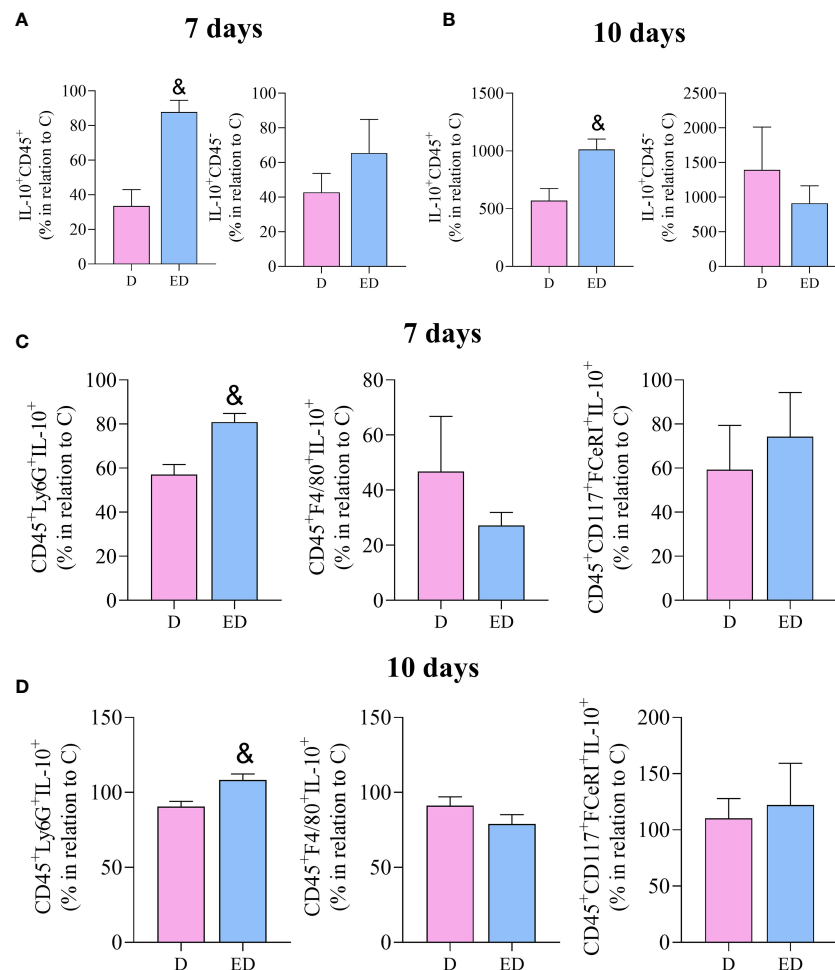 A
7 days
B
10 days
IL-10⁺CD45⁺
(% in relation to C)
100
80
60
40
20
0
&
D
ED
IL-10⁺CD45⁻
(% in relation to C)
100
80
60
40
20
0
D
ED
IL-10⁺CD45⁺
(% in relation to C)
1500
1000
500
0
&
D
ED
IL-10⁺CD45⁻
(% in relation to C)
2500
2000
1500
1000
500
0
D
ED
C
7 days
CD45⁺Ly6G⁺IL-10⁺
(% in relation to C)
100
80
60
40
20
0
&
D
ED
CD45⁺F4/80⁺IL-10⁺
(% in relation to C)
80
60
40
20
0
D
ED
CD45⁺CD117⁺FCeRI⁺IL-10⁺
(% in relation to C)
100
80
60
40
20
0
D
ED
D
10 days
CD45⁺Ly6G⁺IL-10⁺
(% in relation to C)
150
100
50
0
&
D
ED
CD45⁺F4/80⁺IL-10⁺
(% in relation to C)
150
100
50
0
D
ED
CD45⁺CD117⁺FCeRI⁺IL-10⁺
(% in relation to C)
200
150
100
50
0
D
ED